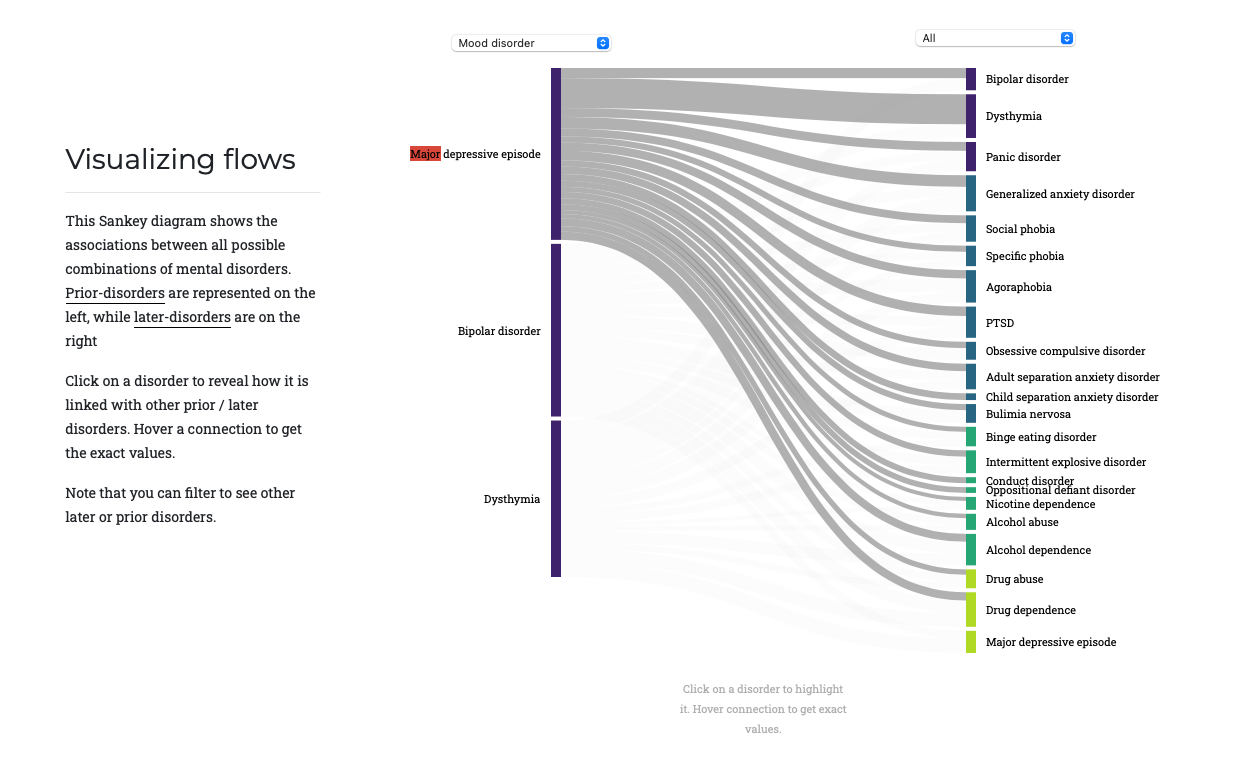 Mood disorder
All
Visualizing flows
This Sankey diagram shows the
associations between all possible
combinations of mental disorders.
Prior-disorders are represented on the
left, while later-disorders are on the
right
Click on a disorder to reveal how it is
linked with other prior / later
disorders. Hover a connection to get
the exact values.
Note that you can filter to see other
later or prior disorders.
Major depressive episode
Bipolar disorder
Dysthymia
Bipolar disorder
Dysthymia
Panic disorder
Generalized anxiety disorder
Social phobia
Specific phobia
Agoraphobia
PTSD
Obsessive compulsive disorder
Adult separation anxiety disorder
Child separation anxiety disorder
Bulimia nervosa
Binge eating disorder
Intermittent explosive disorder
Conduct disorder
Oppositional defiant disorder
Nicotine dependence
Alcohol abuse
Alcohol dependence
Drug abuse
Drug dependence
Major depressive episode
Click on a disorder to highlight
it. Hover connection to get exact
values.